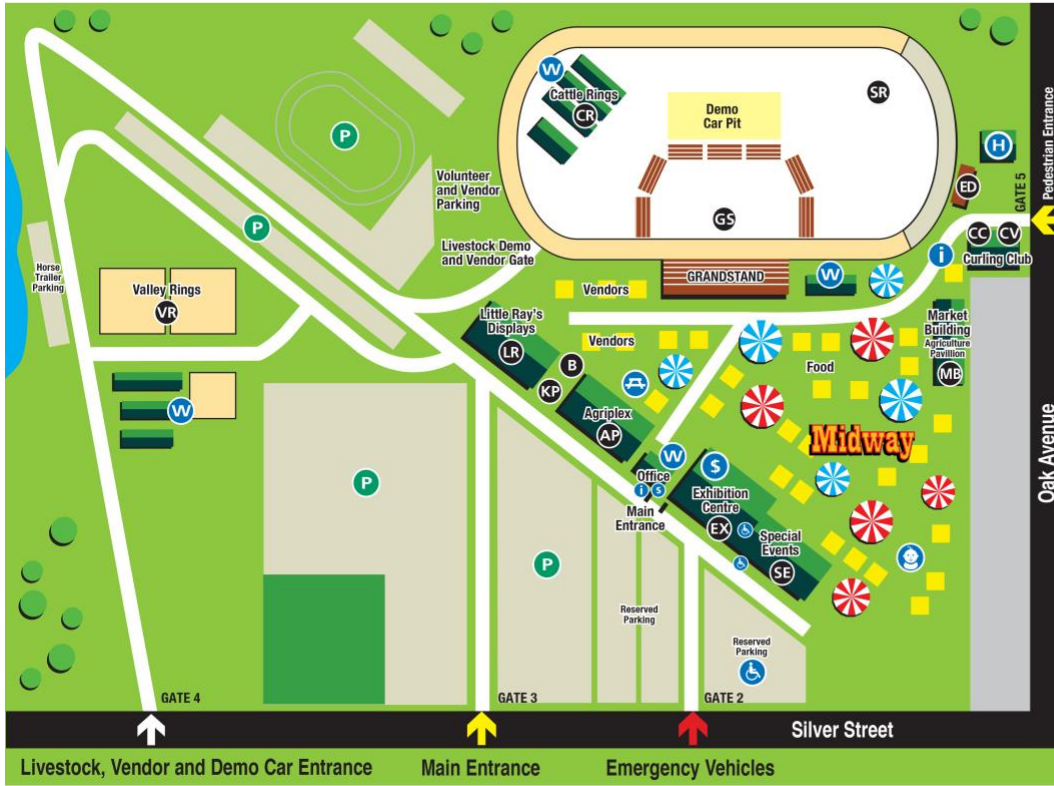 W
Cattle Rings
CR
SR
Demo
Car Pit
P
H
Pedestrian Entrance
GATE 5
ED
Volunteer
and Vendor
Parking
GS
P
CC
CV
Curling Club
i
Livestock Demo
and Vendor Gate
Horse
Trailer
Parking
GRANDSTAND
W
Valley Rings
VR
Vendors
Little Ray's
Displays
LR
Vendors
Market
Building
Agriculture
Pavillion
MB
B
KP
Food
W
Agriplex
AP
Midway
Oak Avenue
P
W
$
Office
i
$
Exhibition
Centre
EX
Main
Entrance
Special
Events
SE
P
Reserved
Parking
Reserved
Parking
GATE 4
GATE 3
GATE 2
Silver Street
Livestock, Vendor and Demo Car Entrance
Main Entrance
Emergency Vehicles